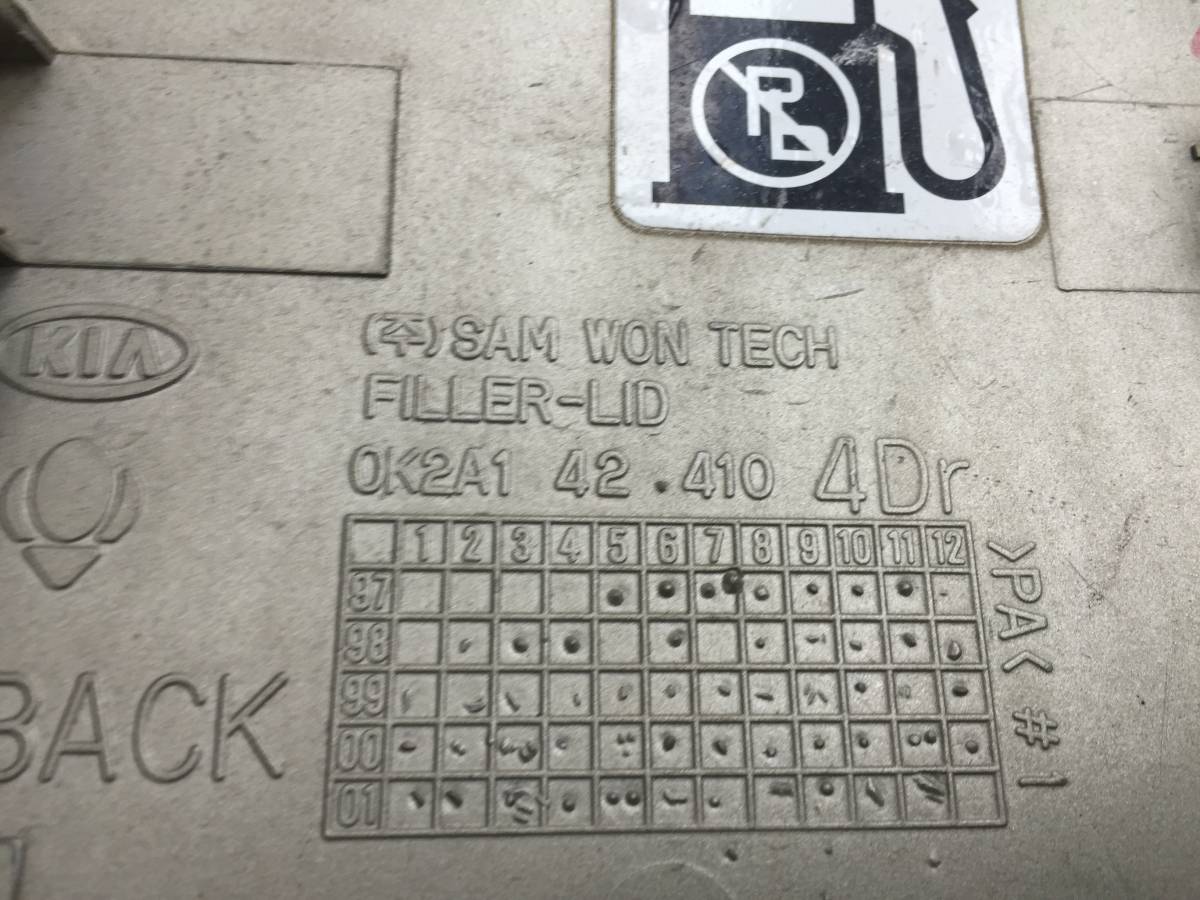 Pb
KIA
(주) SAM WON TECH
FILLER-LID
0K2A1 42.410 4Dr
1 2 3 4 5 6 7 8 9 10 11 12
97
98
99
00
01
>PA< #1
BACK